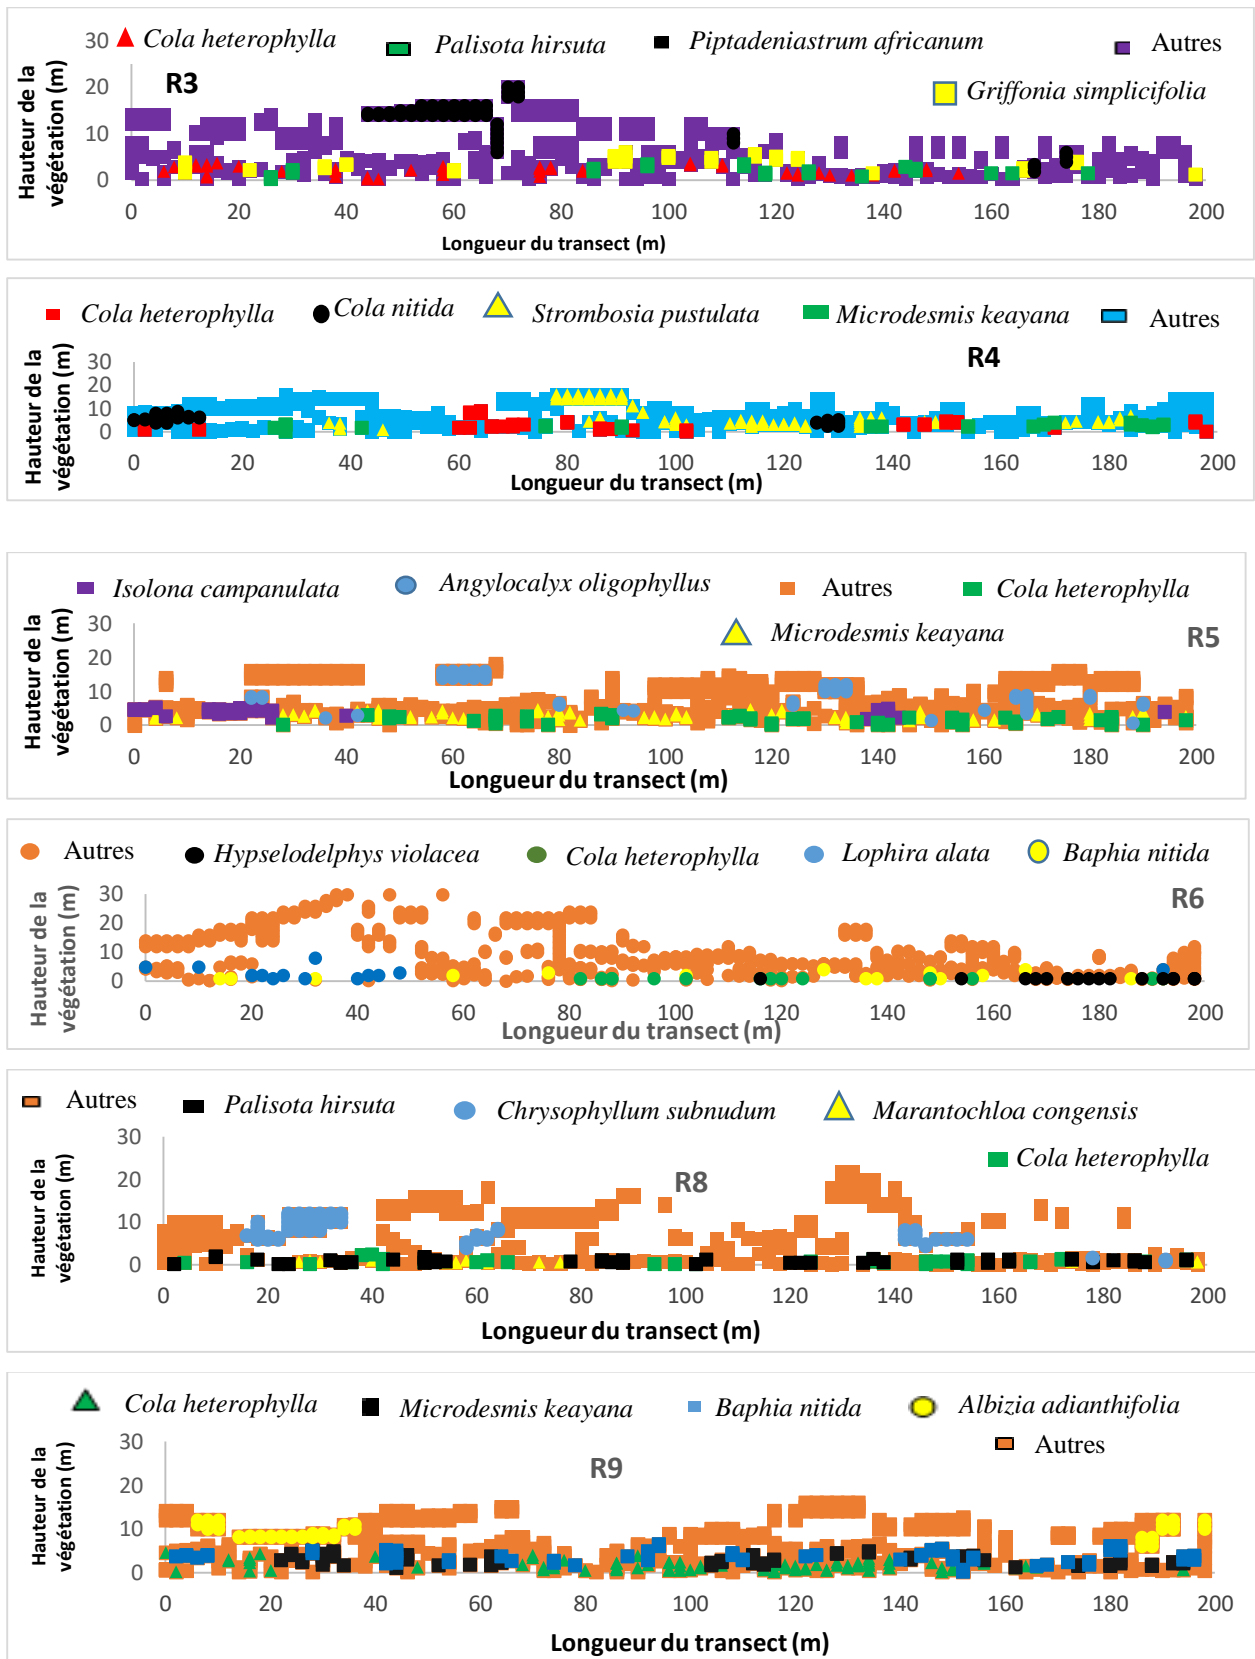 Cola heterophylla Palisota hirsuta Piptadeniastrum africanum Autres
Griffonia simplicifolia
R3
Hauteur de la
végétation (m)
30
20
10
0
0 20 40 60 80 100 120 140 160 180 200
Longueur du transect (m)
Cola heterophylla Cola nitida Strombosia pustulata Microdesmis keayana Autres
R4
Hauteur de la
végétation (m)
30
20
10
0
0 20 40 60 80 100 120 140 160 180 200
Longueur du transect (m)
Isolona campanulata Angylocalyx oligophyllus Autres Cola heterophylla
Microdesmis keayana
R5
Hauteur de la
végétation (m)
30
20
10
0
0 20 40 60 80 100 120 140 160 180 200
Longueur du transect (m)
Autres Hypselodelphys violacea Cola heterophylla Lophira alata Baphia nitida
R6
Hauteur de la
végétation (m)
30
20
10
0
0 20 40 60 80 100 120 140 160 180 200
Longueur du transect (m)
Autres Palisota hirsuta Chrysophyllum subnudum Marantochloa congensis
Cola heterophylla
R8
Hauteur de la
végétation (m)
30
20
10
0
0 20 40 60 80 100 120 140 160 180 200
Longueur du transect (m)
Cola heterophylla Microdesmis keayana Baphia nitida Albizia adianthifolia
Autres
R9
Hauteur de la
végétation (m)
30
20
10
0
0 20 40 60 80 100 120 140 160 180 200
Longueur du transect (m)